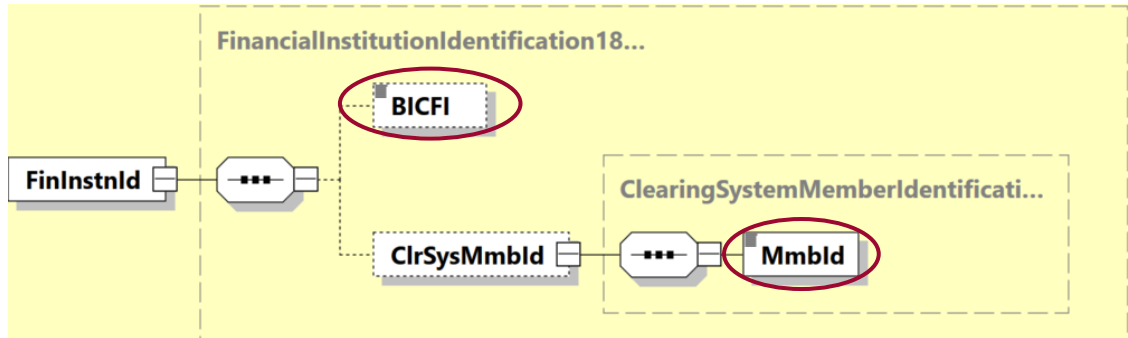 FinancialInstitutionIdentification18...
BICFI
FinInstnId
ClearingSystemMemberIdentificati...
ClrSysMmbId
MmbId